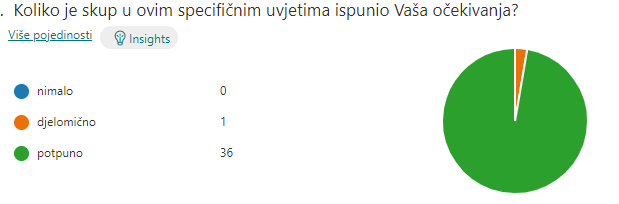 . Koliko je skup u ovim specifičnim uvjetima ispunio Vaša očekivanja?
Više pojedinosti Insights
nimalo 0
djelomično 1
potpuno 36